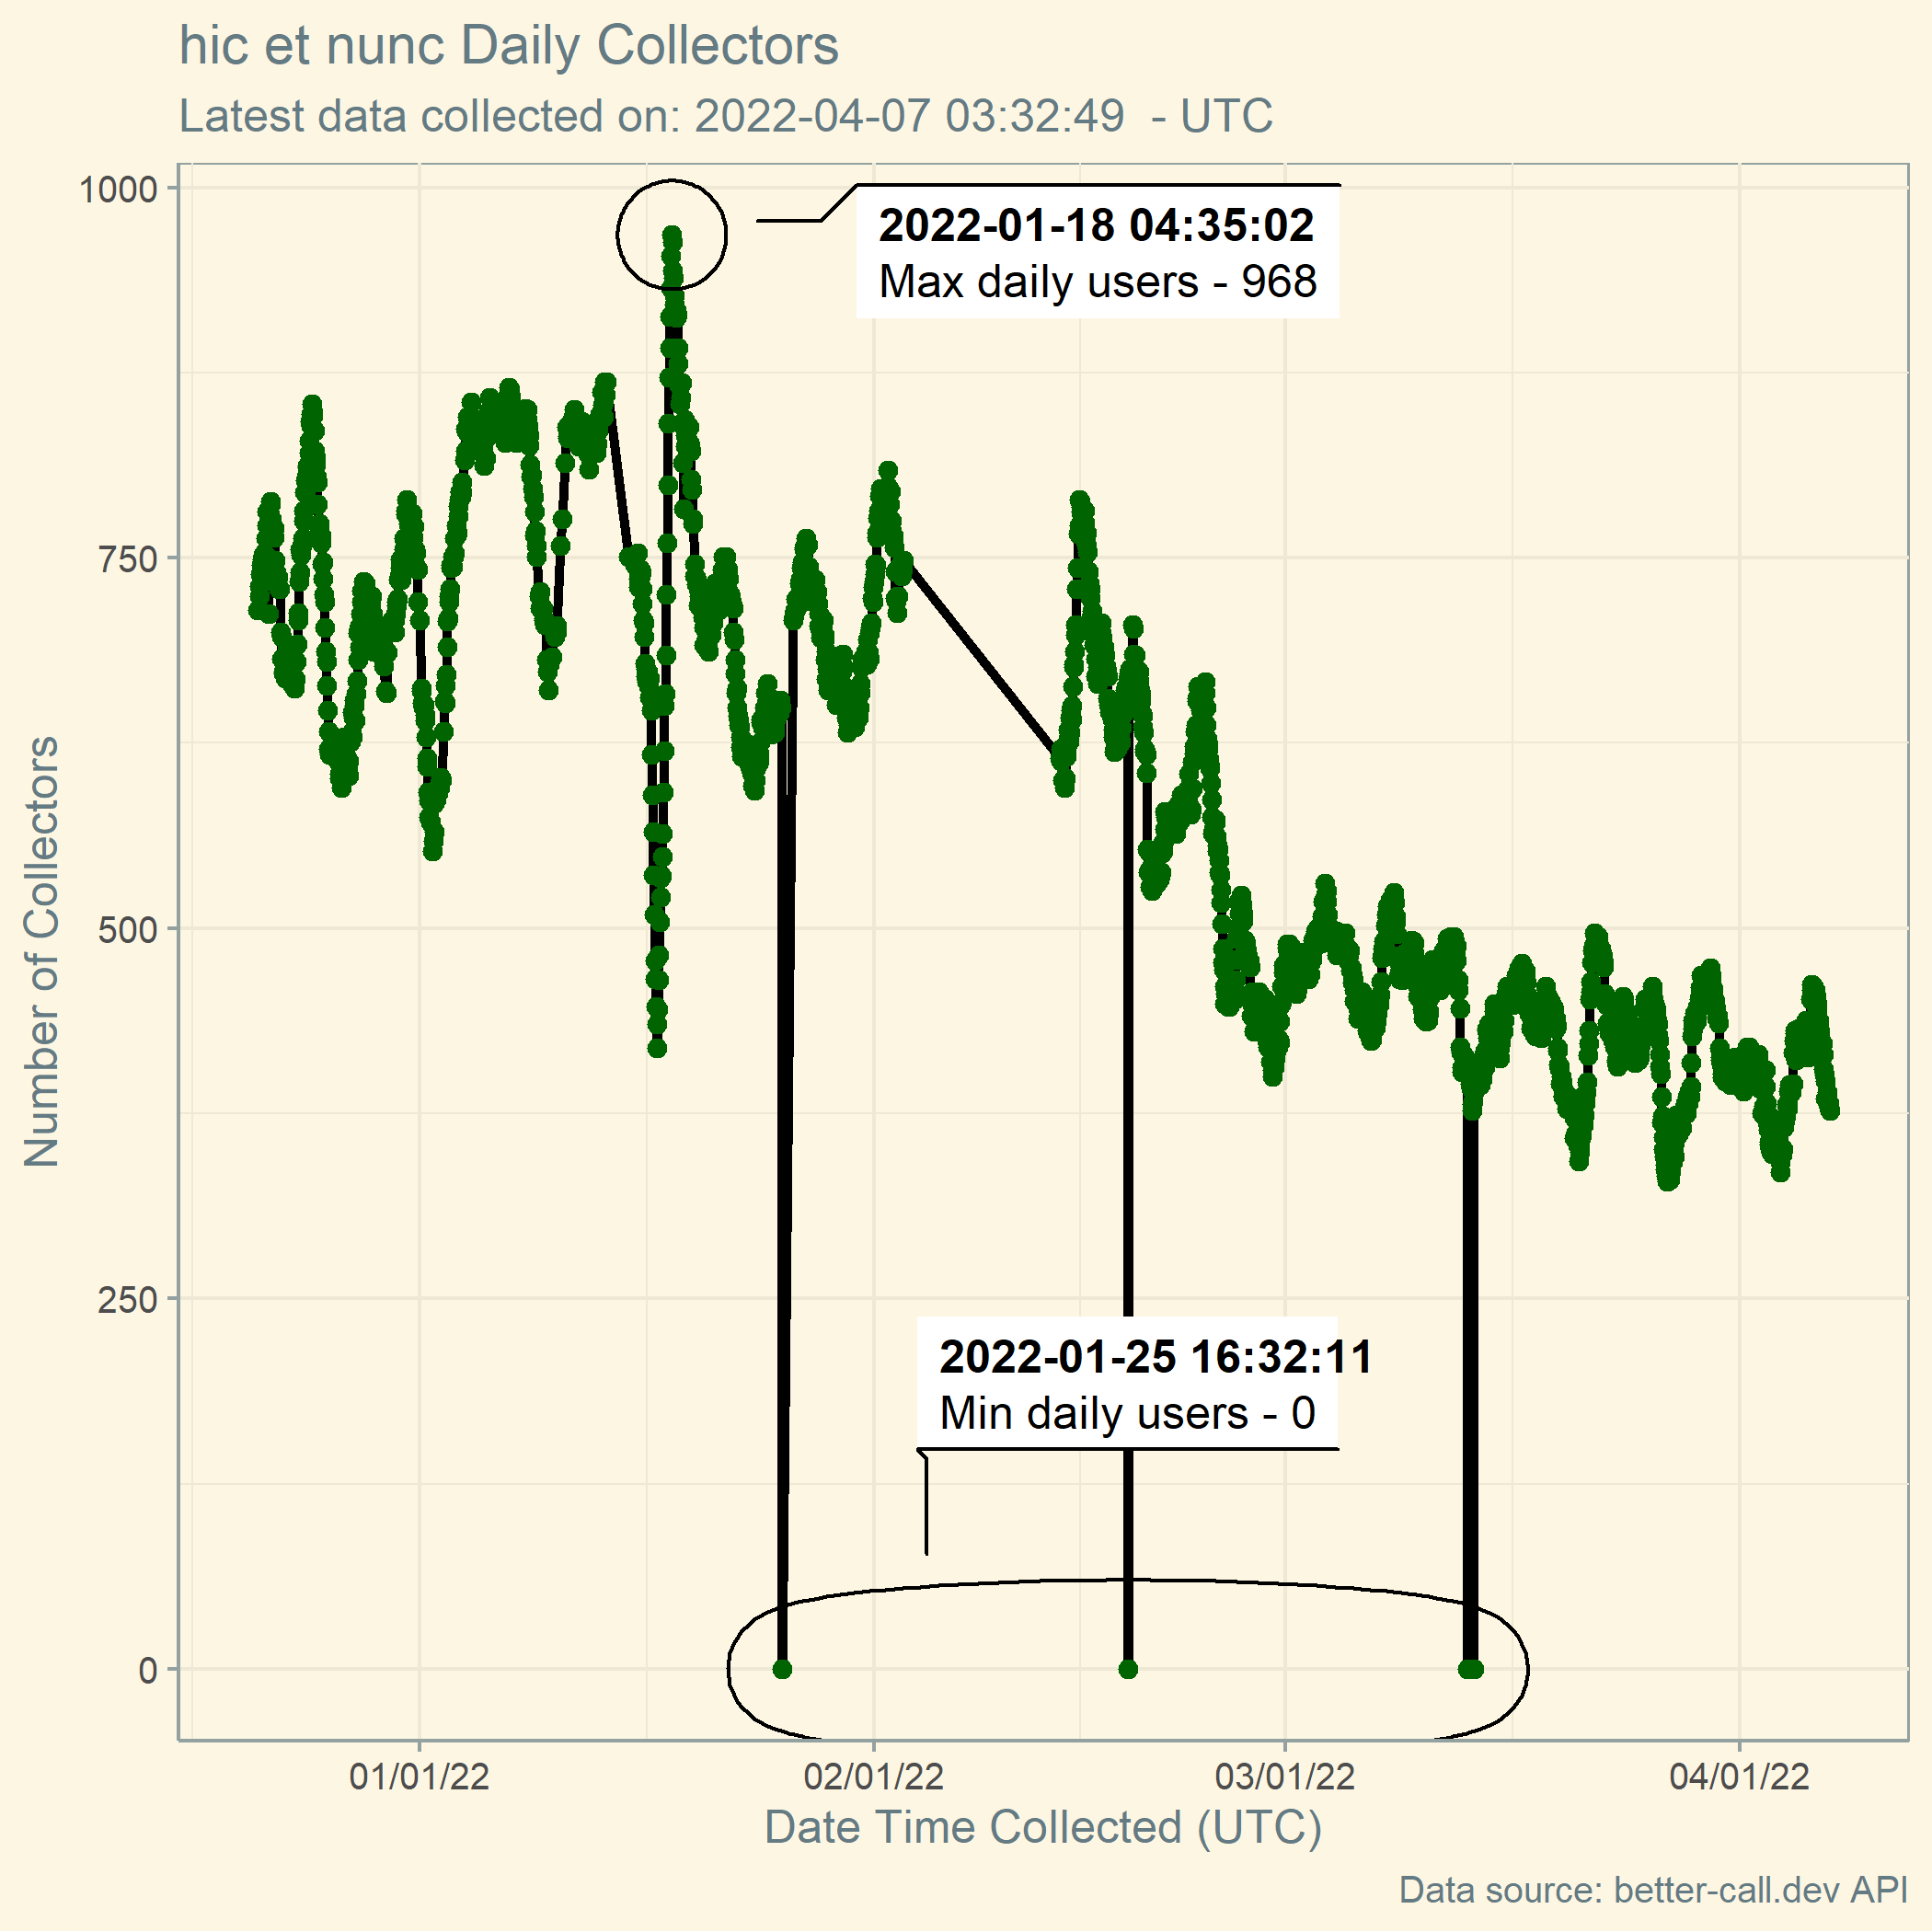 hic et nunc Daily Collectors
Latest data collected on: 2022-04-07 03:32:49  - UTC
1000
750
500
250
0
Number of Collectors
2022-01-18 04:35:02
Max daily users - 968
2022-01-25 16:32:11
Min daily users - 0
01/01/22
02/01/22
03/01/22
04/01/22
Date Time Collected (UTC)
Data source: better-call.dev API